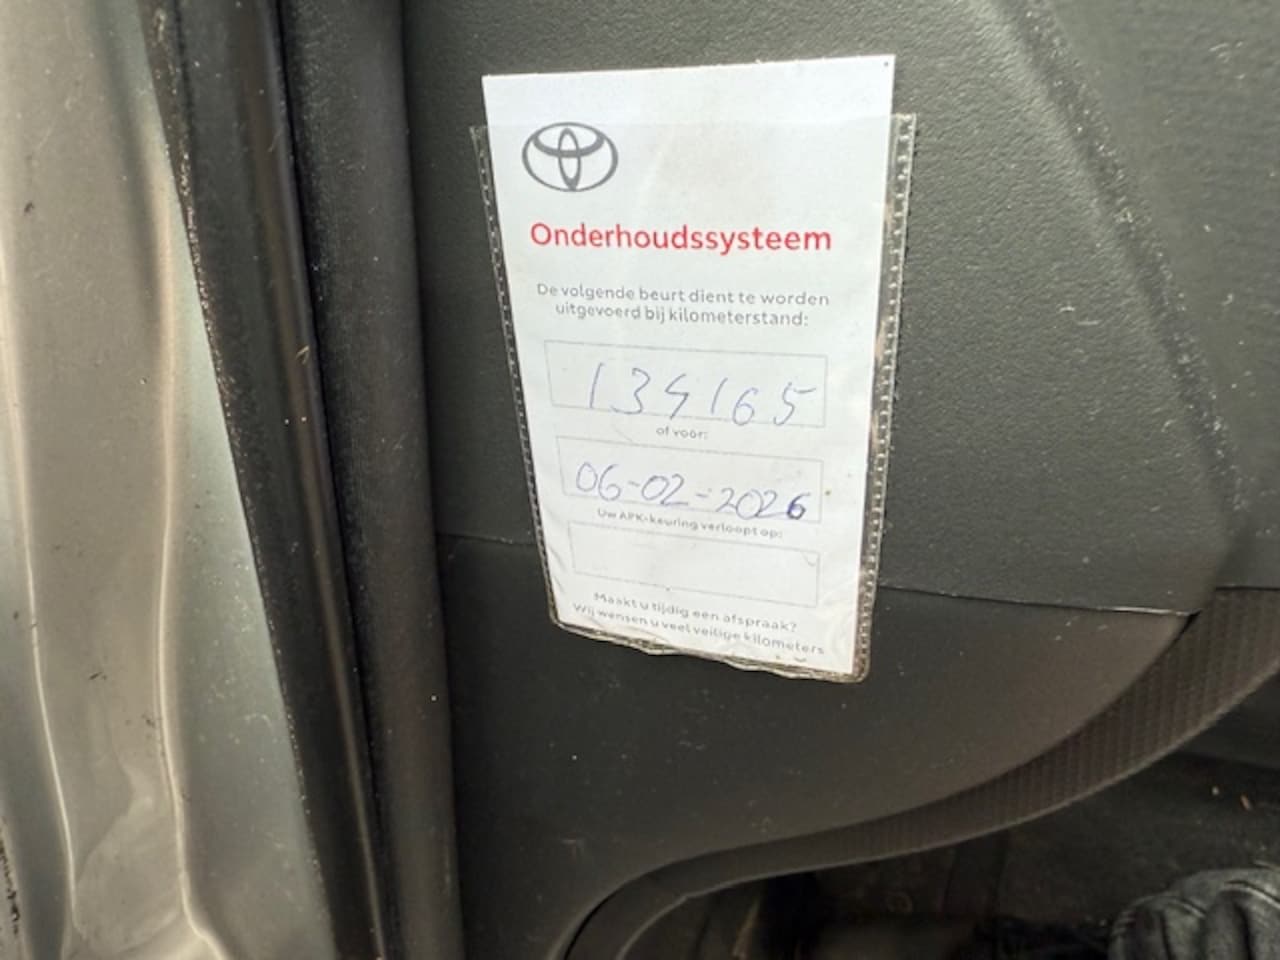 Onderhoudssysteem
De volgende beurt dient te worden
uitgevoerd bij kilometerstand:
134165
of voor:
06-02-2026
Uw APK-keuring verloopt op:
Maakt u tijdig een afspraak?
Wij wensen u veel veilige kilometers